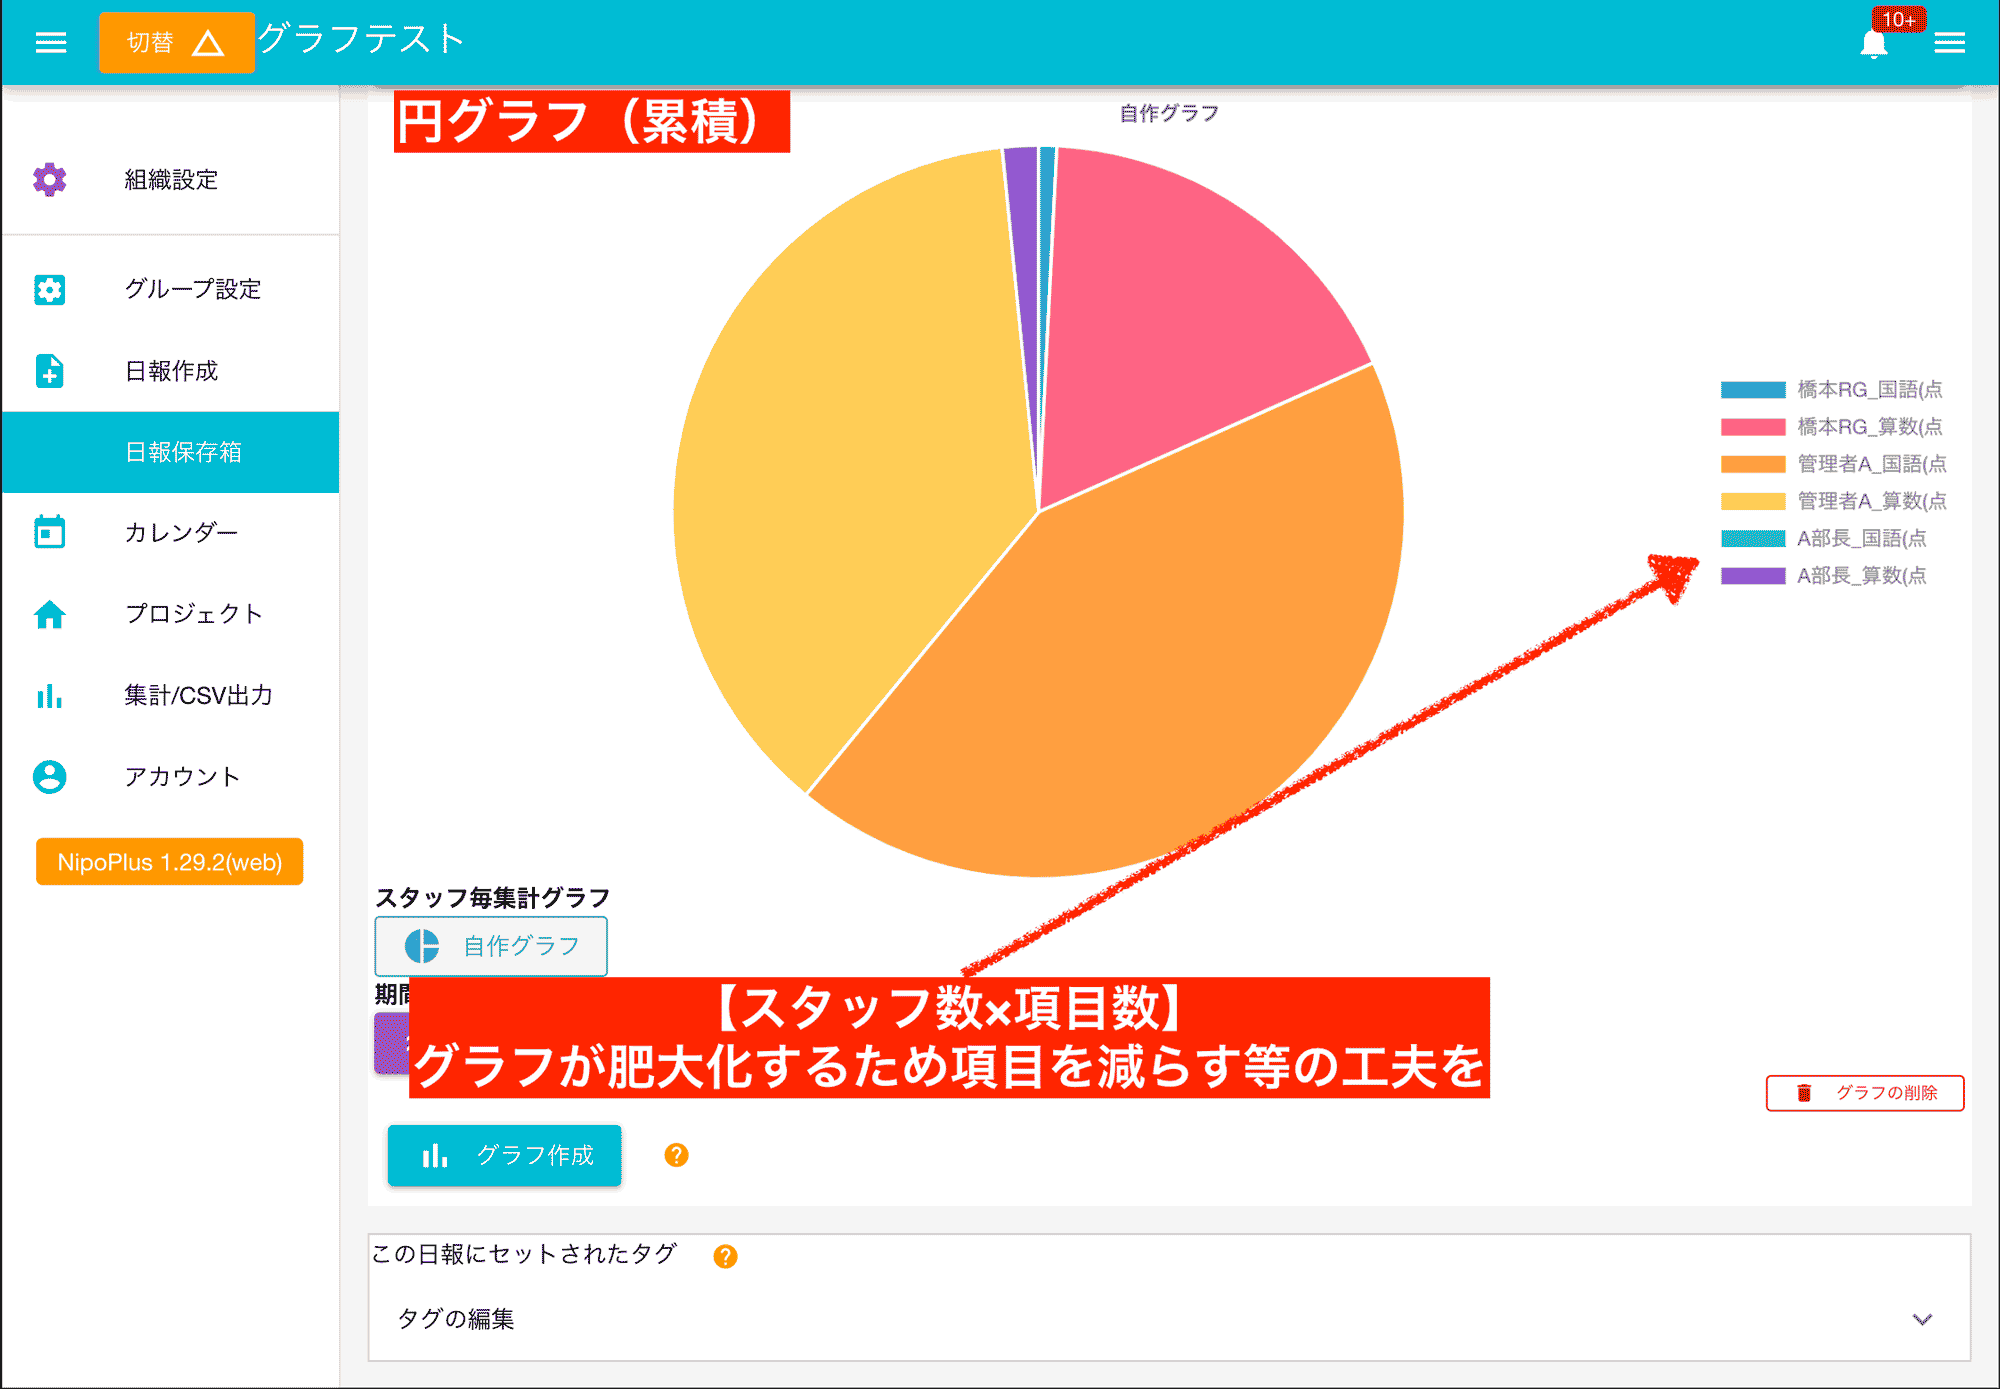 切替
グラフテスト
10+
組織設定
グループ設定
日報作成
日報保存箱
カレンダー
プロジェクト
集計/CSV出力
アカウント
NipoPlus 1.29.2(web)
円グラフ（累積）
自作グラフ
橋本RG_国語(点
橋本RG_算数(点
管理者A_国語(点
管理者A_算数(点
A部長_国語(点
A部長_算数(点
スタッフ毎集計グラフ
自作グラフ
期間
【スタッフ数×項目数】
グラフが肥大化するため項目を減らす等の工夫を
グラフの削除
グラフ作成
この日報にセットされたタグ
タグの編集